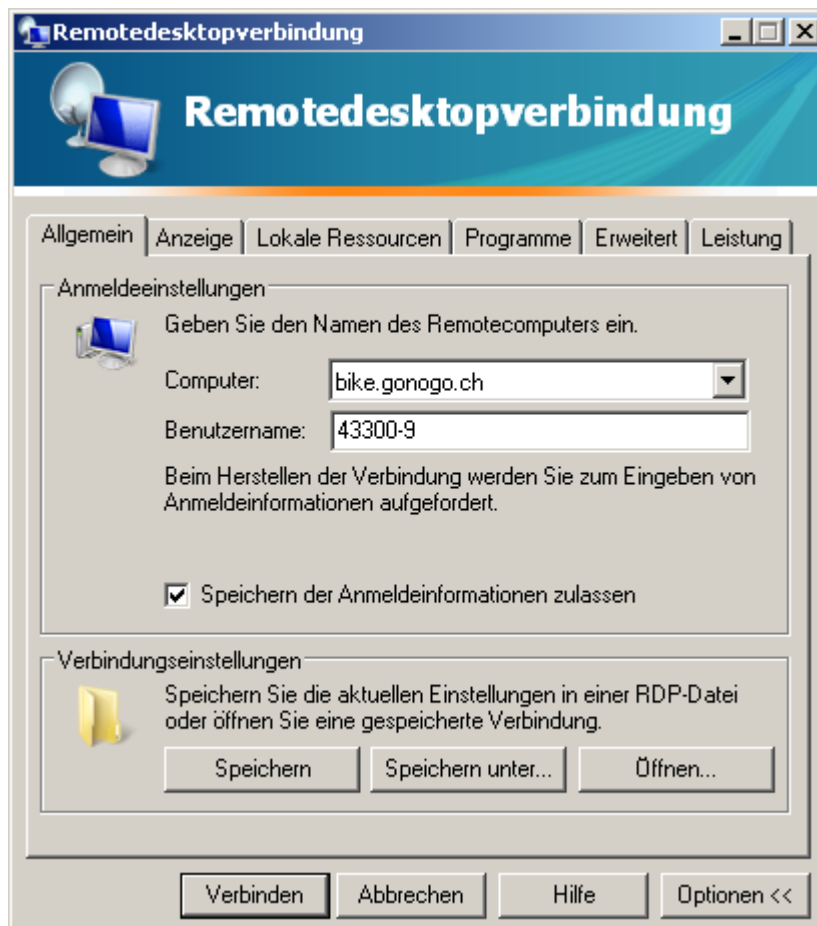 Remotedesktopverbindung
Remotedesktopverbindung
Allgemein Anzeige Lokale Ressourcen Programme Erweitert Leistung
Anmeldeeinstellungen
Geben Sie den Namen des Remotecomputers ein.
Computer: bike.gonogo.ch
Benutzername: 43300-9
Beim Herstellen der Verbindung werden Sie zum Eingeben von
Anmeldeinformationen aufgefordert.
Speichern der Anmeldeinformationen zulassen
Verbindungseinstellungen
Speichern Sie die aktuellen Einstellungen in einer RDP-Datei
oder öffnen Sie eine gespeicherte Verbindung.
Speichern Speichern unter... Öffnen...
Verbinden Abbrechen Hilfe Optionen <<